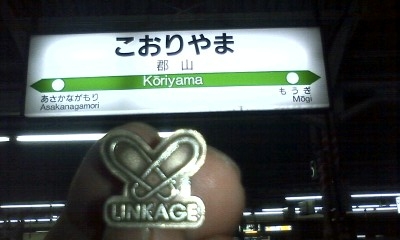 こおりやま
郡山
Kōriyama
あさかながもり
Asakanagamori
もうぎ
Mōgi
LINKAGE